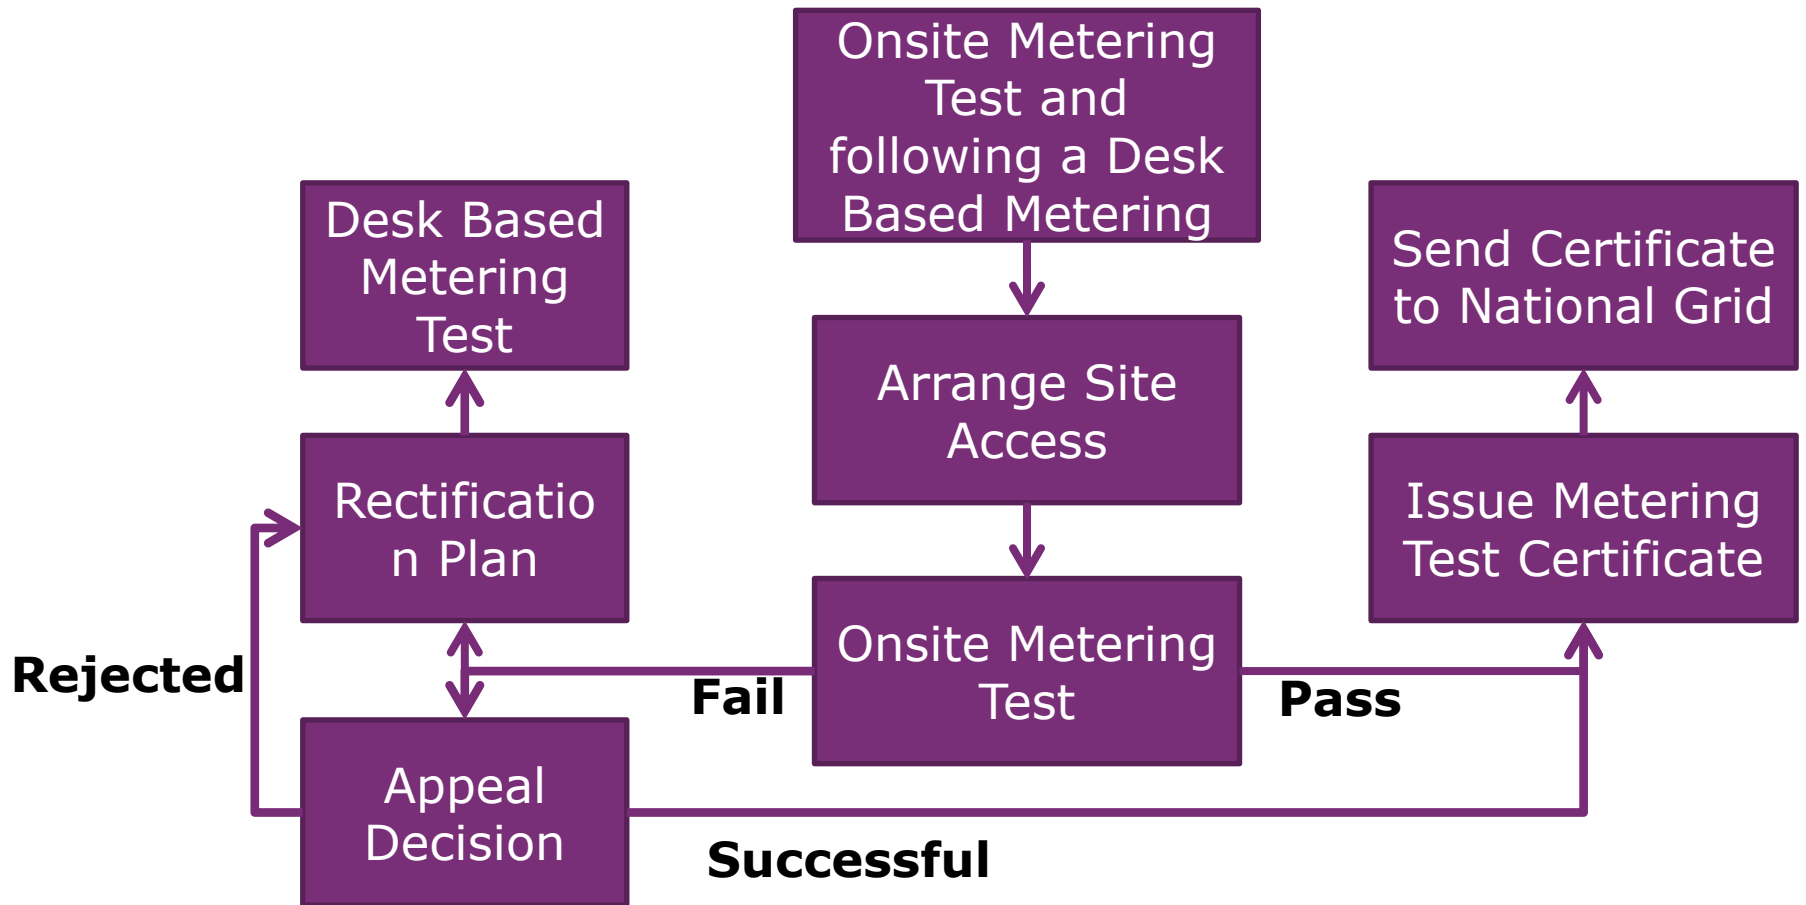 Onsite Metering
Test and
following a Desk
Based Metering
Desk Based
Metering
Test
Send Certificate
to National Grid
Arrange Site
Access
Rectificatio
n Plan
Issue Metering
Test Certificate
Onsite Metering
Test
Rejected
Fail
Pass
Appeal
Decision
Successful